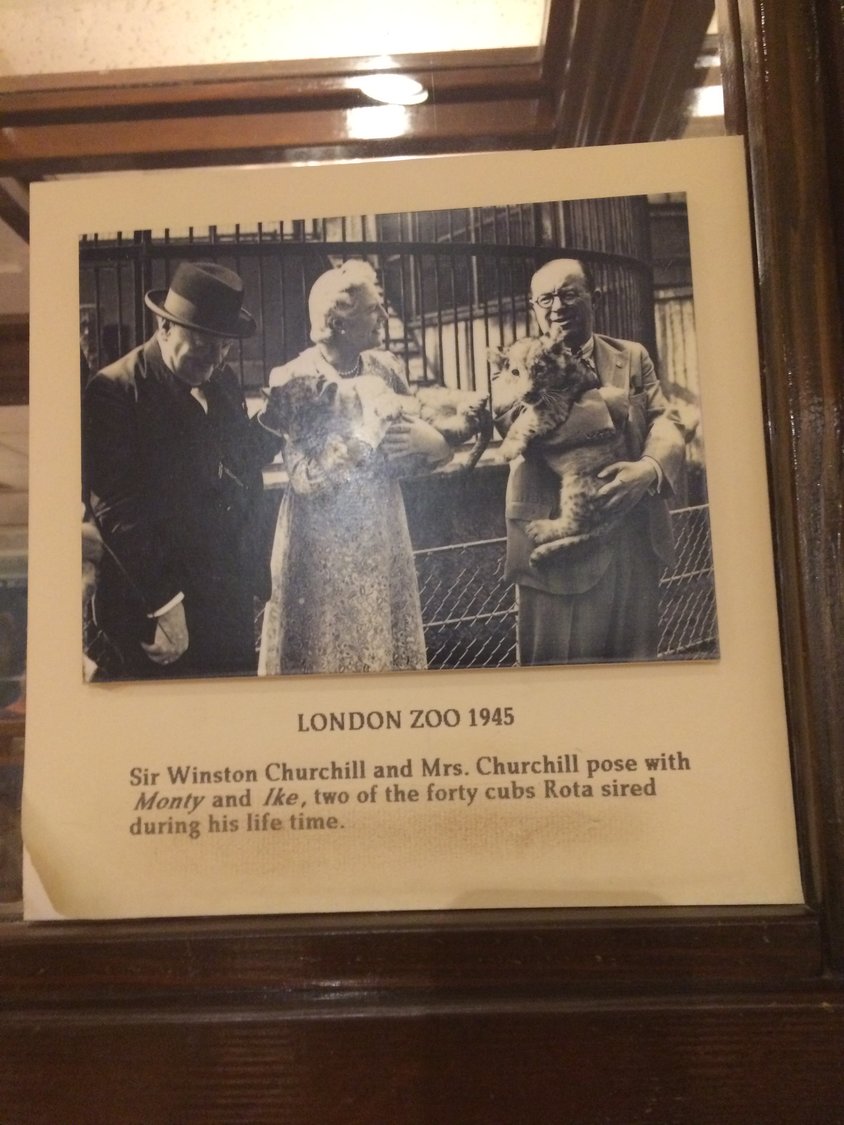 LONDON ZOO 1945
Sir Winston Churchill and Mrs. Churchill pose with
Monty and Ike, two of the forty cubs Rota sired
during his life time.